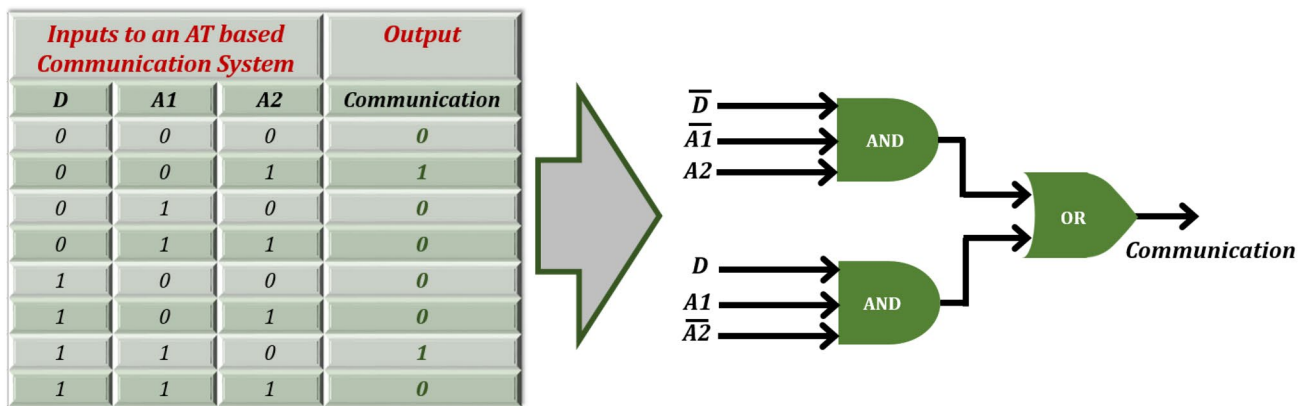 Inputs to an AT based Output
Communication System
D A1 A2 Communication
0 0 0 0
0 0 1 1
0 1 0 0
0 1 1 0
1 0 0 0
1 0 1 0
1 1 0 1
1 1 1 0
D̅
A̅1̅
A2
AND
D
A1
A̅2̅
AND
OR
Communication